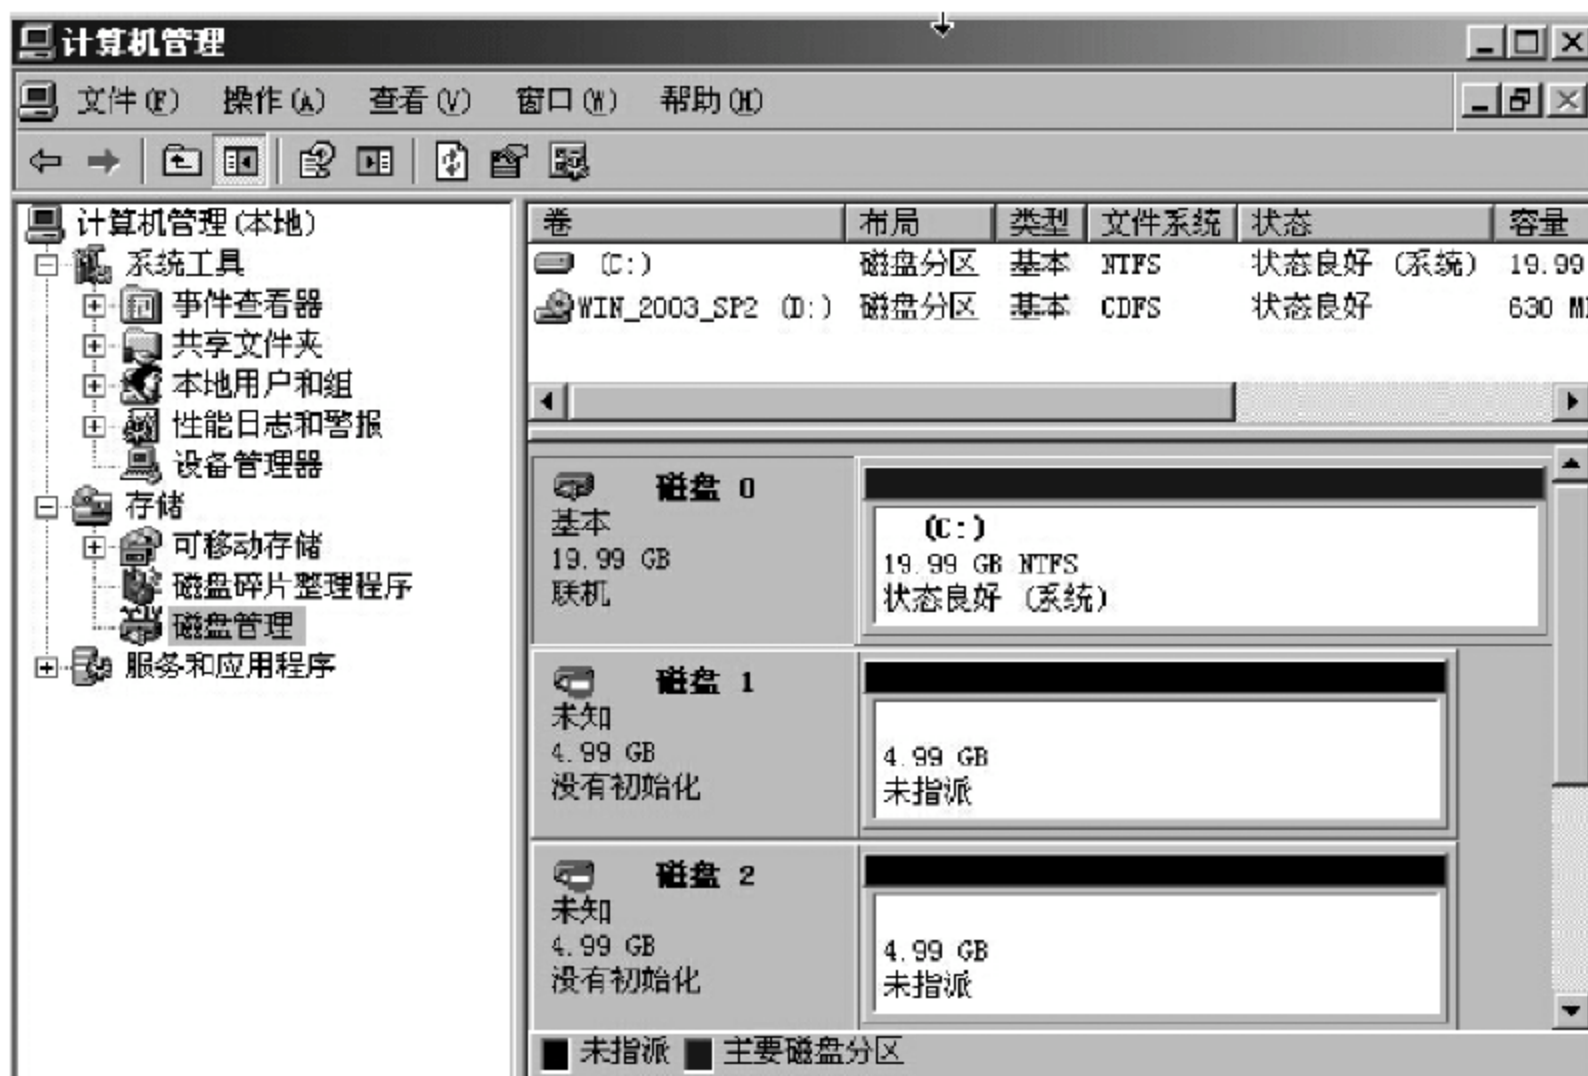 计算机管理
文件(F) 操作(A) 查看(V) 窗口(W) 帮助(H)
计算机管理(本地)
系统工具
事件查看器
共享文件夹
本地用户和组
性能日志和警报
设备管理器
存储
可移动存储
磁盘碎片整理程序
磁盘管理
服务和应用程序
卷 布局 类型 文件系统 状态 容量
(C:) 磁盘分区 基本 NTFS 状态良好 (系统) 19.99
WIN_2003_SP2 (D:) 磁盘分区 基本 CDFS 状态良好 630
磁盘 0
基本
19.99 GB
联机
(C:)
19.99 GB NTFS
状态良好 (系统)
磁盘 1
未知
4.99 GB
没有初始化
4.99 GB
未指派
磁盘 2
未知
4.99 GB
没有初始化
4.99 GB
未指派
未指派 主要磁盘分区